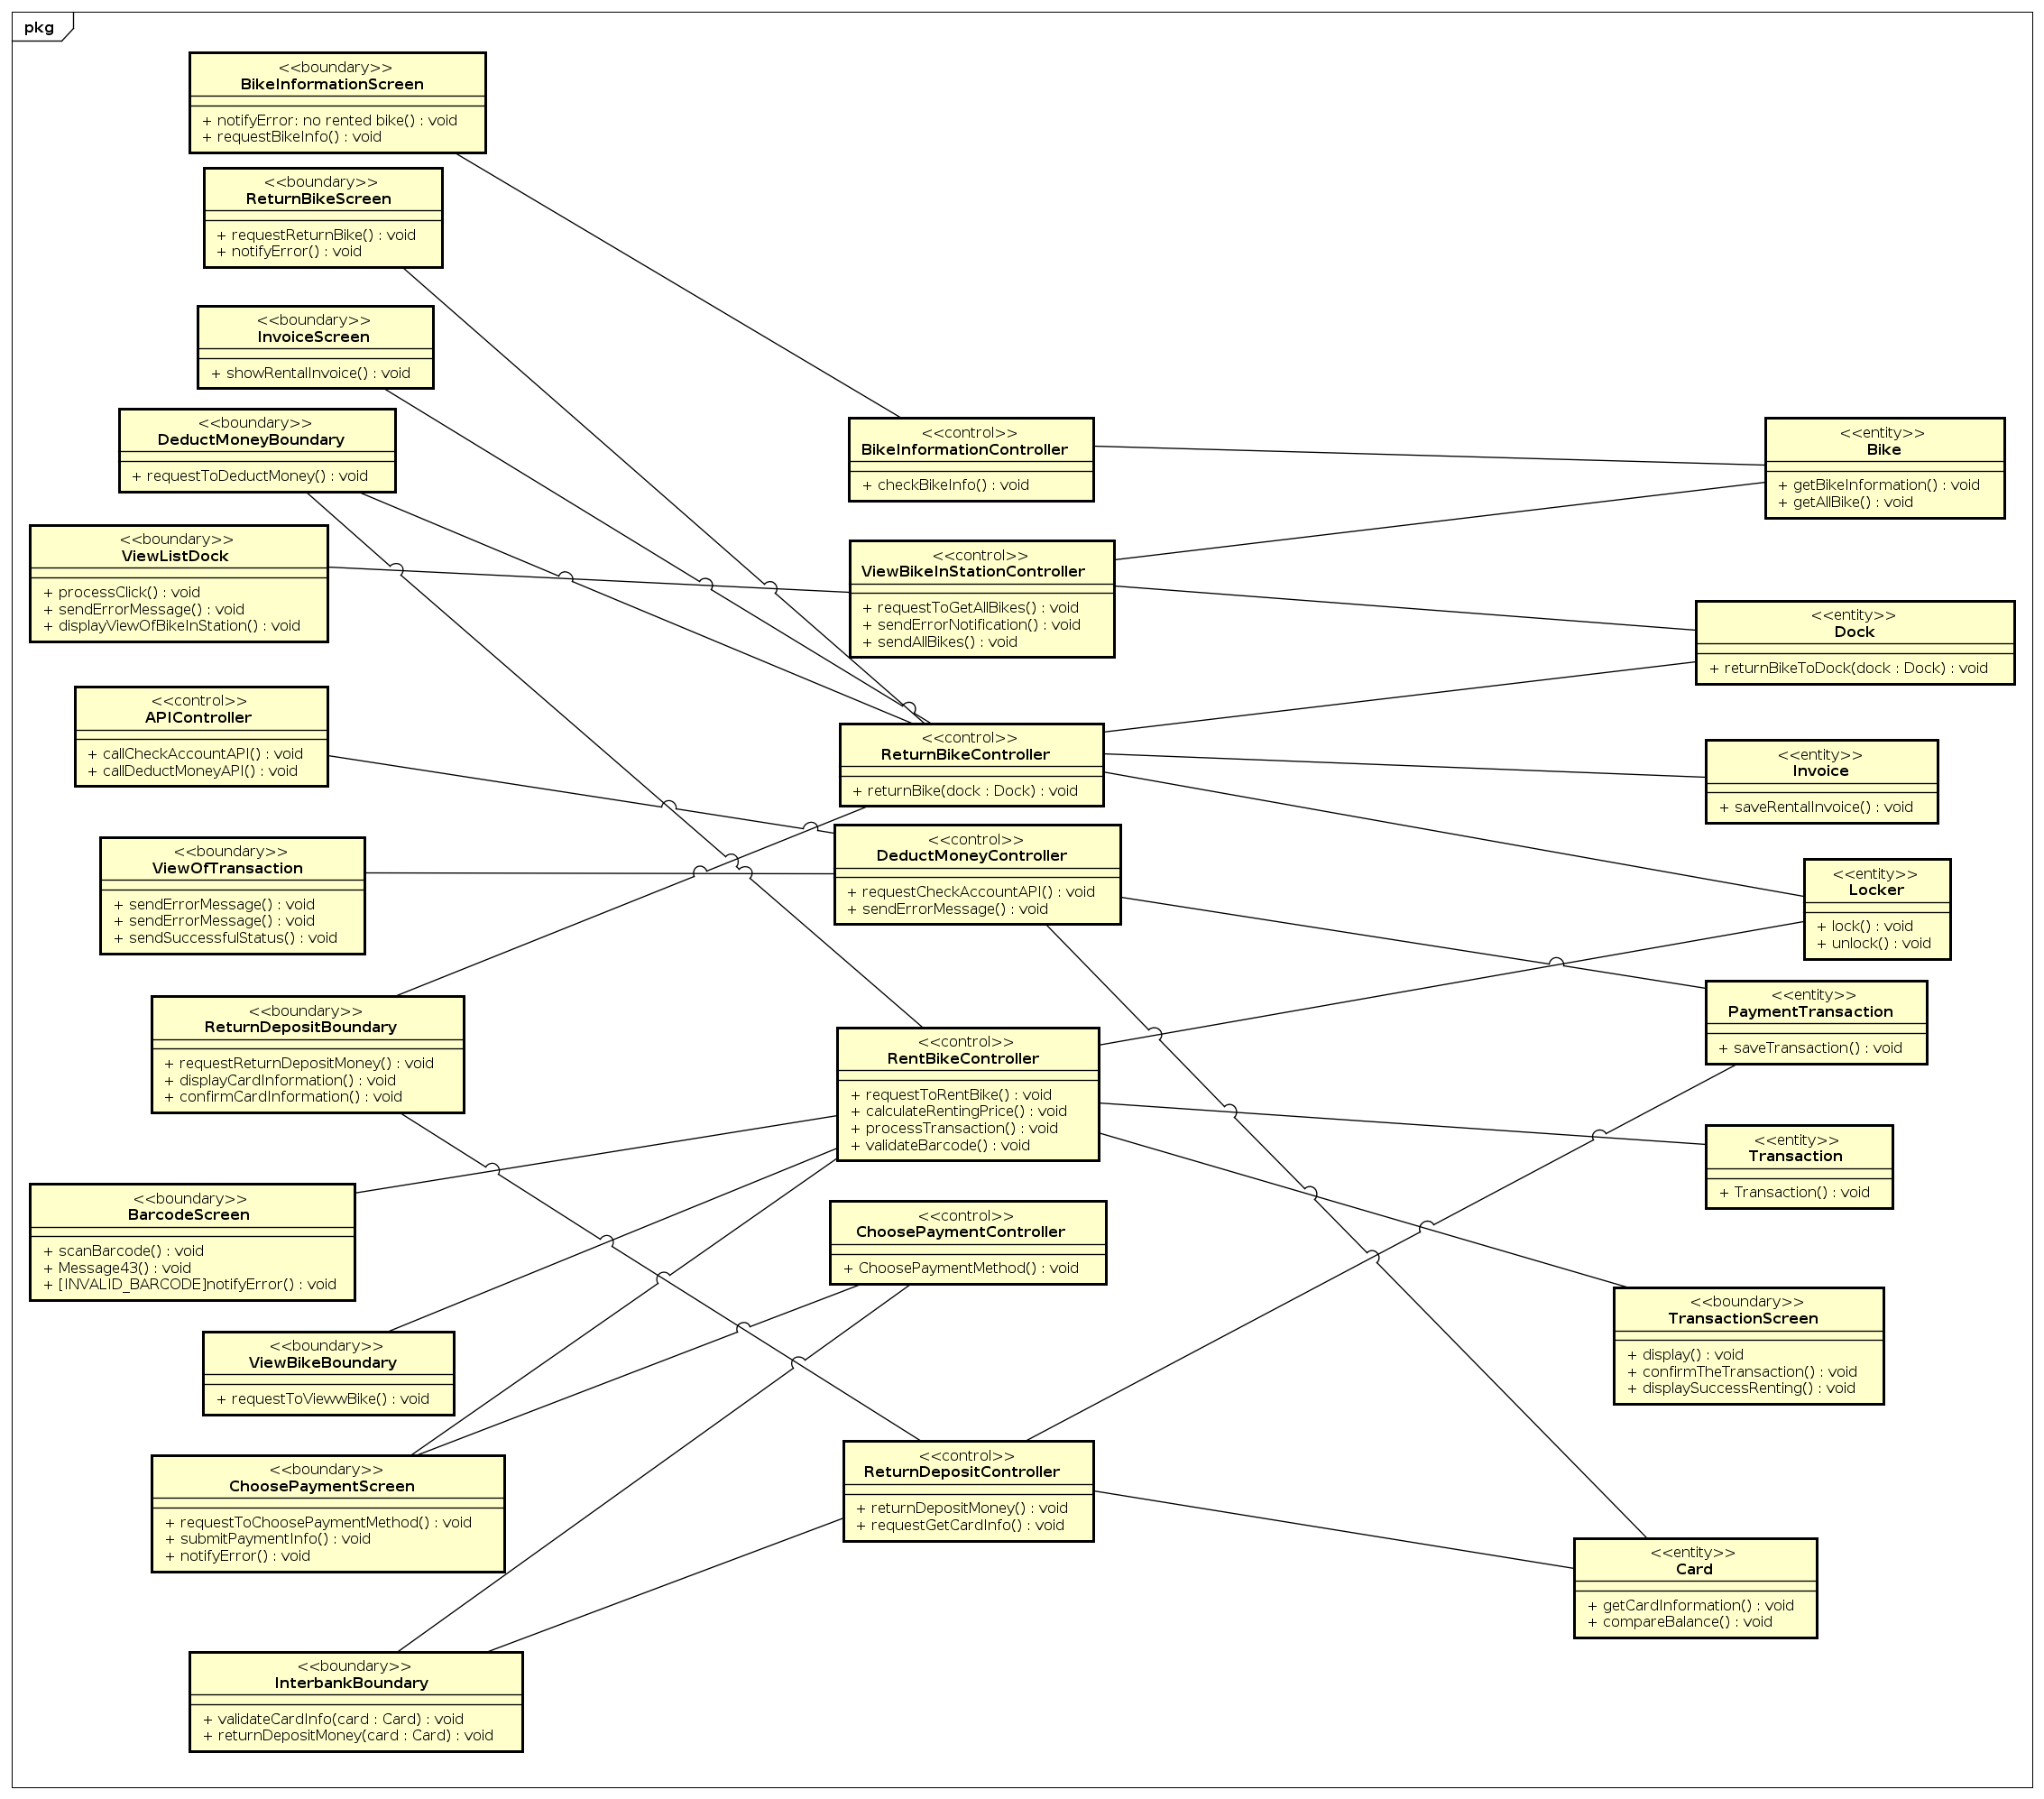 pkg
<<boundary>>
BikeInformationScreen
+ notifyError: no rented bike() : void
+ requestBikeInfo() : void
<<boundary>>
ReturnBikeScreen
+ requestReturnBike() : void
+ notifyError() : void
<<boundary>>
InvoiceScreen
+ showRentalInvoice() : void
<<boundary>>
DeductMoneyBoundary
+ requestToDeductMoney() : void
<<boundary>>
ViewListDock
+ processClick() : void
+ sendErrorMessage() : void
+ displayViewOfBikeInStation() : void
<<control>>
APIController
+ callCheckAccountAPI() : void
+ callDeductMoneyAPI() : void
<<boundary>>
ViewOfTransaction
+ sendErrorMessage() : void
+ sendErrorMessage() : void
+ sendSuccessfulStatus() : void
<<boundary>>
ReturnDepositBoundary
+ requestReturnDepositMoney() : void
+ displayCardInformation() : void
+ confirmCardInformation() : void
<<boundary>>
BarcodeScreen
+ scanBarcode() : void
+ Message43() : void
+ [INVALID_BARCODE]notifyError() : void
<<boundary>>
ViewBikeBoundary
+ requestToViewwBike() : void
<<boundary>>
ChoosePaymentScreen
+ requestToChoosePaymentMethod() : void
+ submitPaymentInfo() : void
+ notifyError() : void
<<boundary>>
InterbankBoundary
+ validateCardInfo(card : Card) : void
+ returnDepositMoney(card : Card) : void
<<control>>
BikeInformationController
+ checkBikeInfo() : void
<<control>>
ViewBikeInStationController
+ requestToGetAllBikes() : void
+ sendErrorNotification() : void
+ sendAllBikes() : void
<<control>>
ReturnBikeController
+ returnBike(dock : Dock) : void
<<control>>
DeductMoneyController
+ requestCheckAccountAPI() : void
+ sendErrorMessage() : void
<<control>>
RentBikeController
+ requestToRentBike() : void
+ calculateRentingPrice() : void
+ processTransaction() : void
+ validateBarcode() : void
<<control>>
ChoosePaymentController
+ ChoosePaymentMethod() : void
<<control>>
ReturnDepositController
+ returnDepositMoney() : void
+ requestGetCardInfo() : void
<<entity>>
Bike
+ getBikeInformation() : void
+ getAllBike() : void
<<entity>>
Dock
+ returnBikeToDock(dock : Dock) : void
<<entity>>
Invoice
+ saveRentalInvoice() : void
<<entity>>
Locker
+ lock() : void
+ unlock() : void
<<entity>>
PaymentTransaction
+ saveTransaction() : void
<<entity>>
Transaction
+ Transaction() : void
<<boundary>>
TransactionScreen
+ display() : void
+ confirmTheTransaction() : void
+ displaySuccessRenting() : void
<<entity>>
Card
+ getCardInformation() : void
+ compareBalance() : void